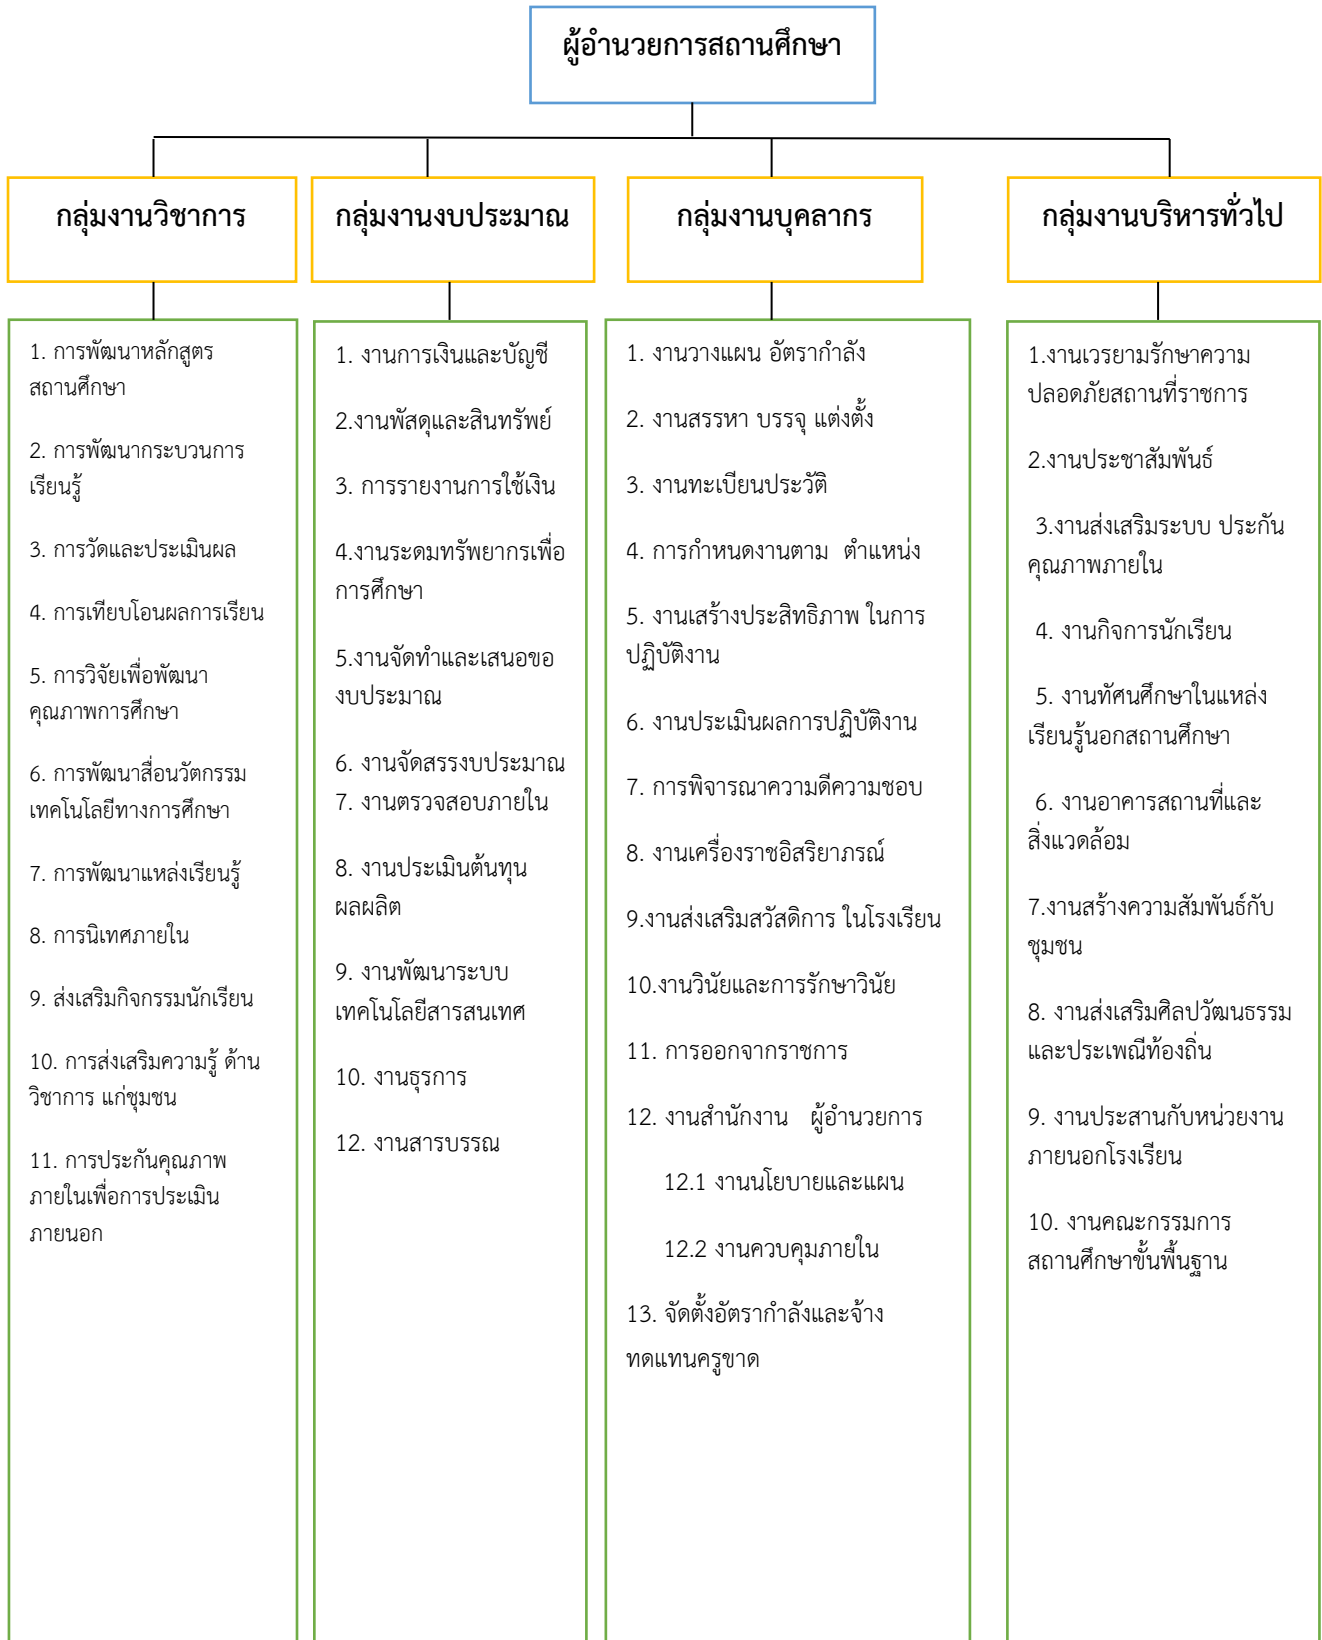 ผู้อำนวยการสถานศึกษา
กลุ่มงานวิชาการ
กลุ่มงานงบประมาณ
กลุ่มงานบุคลากร
กลุ่มงานบริหารทั่วไป
1. การพัฒนาหลักสูตร
สถานศึกษา
2. การพัฒนากระบวนการ
เรียนรู้
3. การวัดและประเมินผล
4. การเทียบโอนผลการเรียน
5. การวิจัยเพื่อพัฒนา
คุณภาพการศึกษา
6. การพัฒนาสื่อนวัตกรรม
เทคโนโลยีทางการศึกษา
7. การพัฒนาแหล่งเรียนรู้
8. การนิเทศภายใน
9. ส่งเสริมกิจกรรมนักเรียน
10. การส่งเสริมความรู้ ด้าน
วิชาการ แก่ชุมชน
11. การประกันคุณภาพ
ภายในเพื่อการประเมิน
ภายนอก
1. งานการเงินและบัญชี
2.งานพัสดุและสินทรัพย์
3. การรายงานการใช้เงิน
4.งานระดมทรัพยากรเพื่อ
การศึกษา
5.งานจัดทำและเสนอขอ
งบประมาณ
6. งานจัดสรรงบประมาณ
7. งานตรวจสอบภายใน
8. งานประเมินต้นทุน
ผลผลิต
9. งานพัฒนาระบบ
เทคโนโลยีสารสนเทศ
10. งานธุรการ
12. งานสารบรรณ
1. งานวางแผน อัตรากำลัง
2. งานสรรหา บรรจุ แต่งตั้ง
3. งานทะเบียนประวัติ
4. การกำหนดงานตาม  ตำแหน่ง
5. งานเสร้างประสิทธิภาพ ในการ
ปฏิบัติงาน
6. งานประเมินผลการปฏิบัติงาน
7. การพิจารณาความดีความชอบ
8. งานเครื่องราชอิสริยาภรณ์
9.งานส่งเสริมสวัสดิการ ในโรงเรียน
10.งานวินัยและการรักษาวินัย
11. การออกจากราชการ
12. งานสำนักงาน   ผู้อำนวยการ
12.1 งานนโยบายและแผน
12.2 งานควบคุมภายใน
13. จัดตั้งอัตรากำลังและจ้าง
ทดแทนครูขาด
1.งานเวรยามรักษาความ
ปลอดภัยสถานที่ราชการ
2.งานประชาสัมพันธ์
3.งานส่งเสริมระบบ ประกัน
คุณภาพภายใน
4. งานกิจการนักเรียน
5. งานทัศนศึกษาในแหล่ง
เรียนรู้นอกสถานศึกษา
6. งานอาคารสถานที่และ
สิ่งแวดล้อม
7.งานสร้างความสัมพันธ์กับ
ชุมชน
8. งานส่งเสริมศิลปวัฒนธรรม
และประเพณีท้องถิ่น
9. งานประสานกับหน่วยงาน
ภายนอกโรงเรียน
10. งานคณะกรรมการ
สถานศึกษาขั้นพื้นฐาน